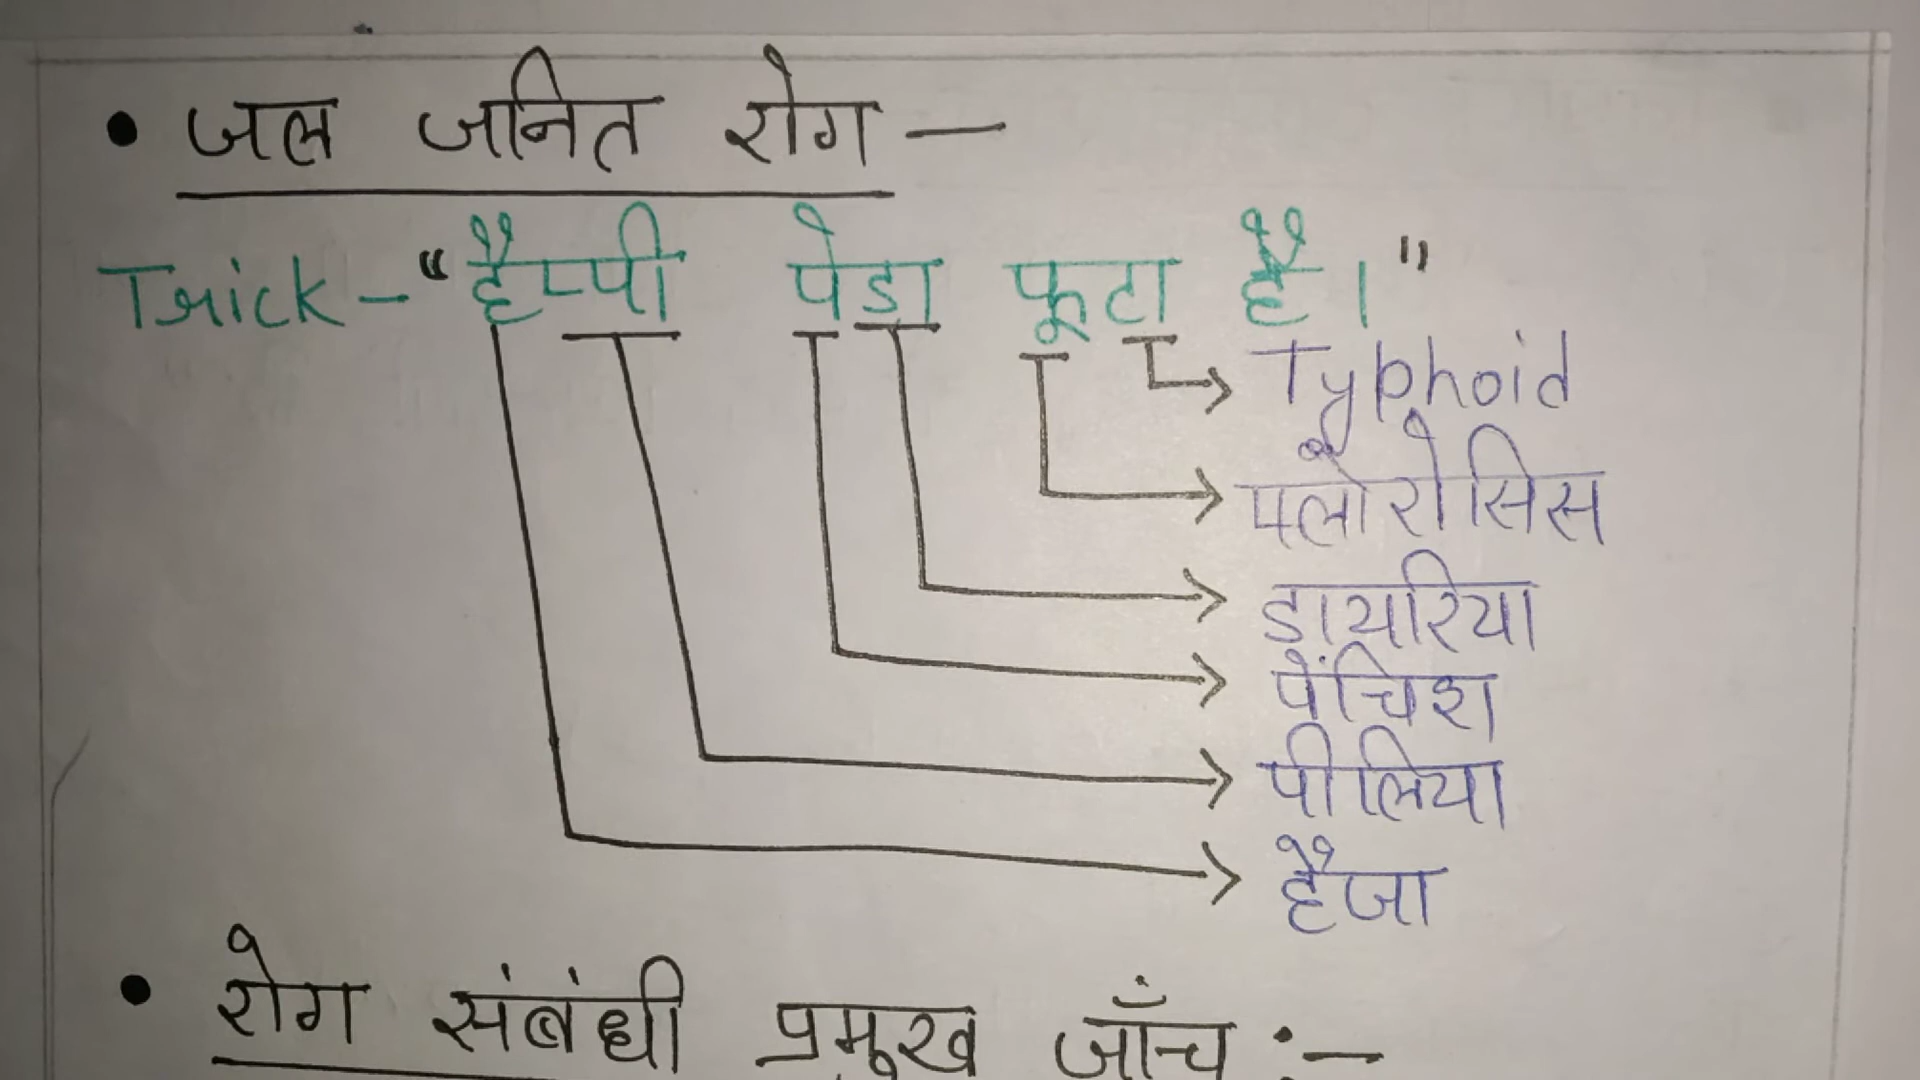 • जल जनित रोग —
Trick - "हैप्पी पेडा फूटा है।"
Typhoid
फ्लोरोसिस
डायरिया
पेंचिश
पीलिया
हैजा
• रोग संबंधी प्रमुख जाँच :-